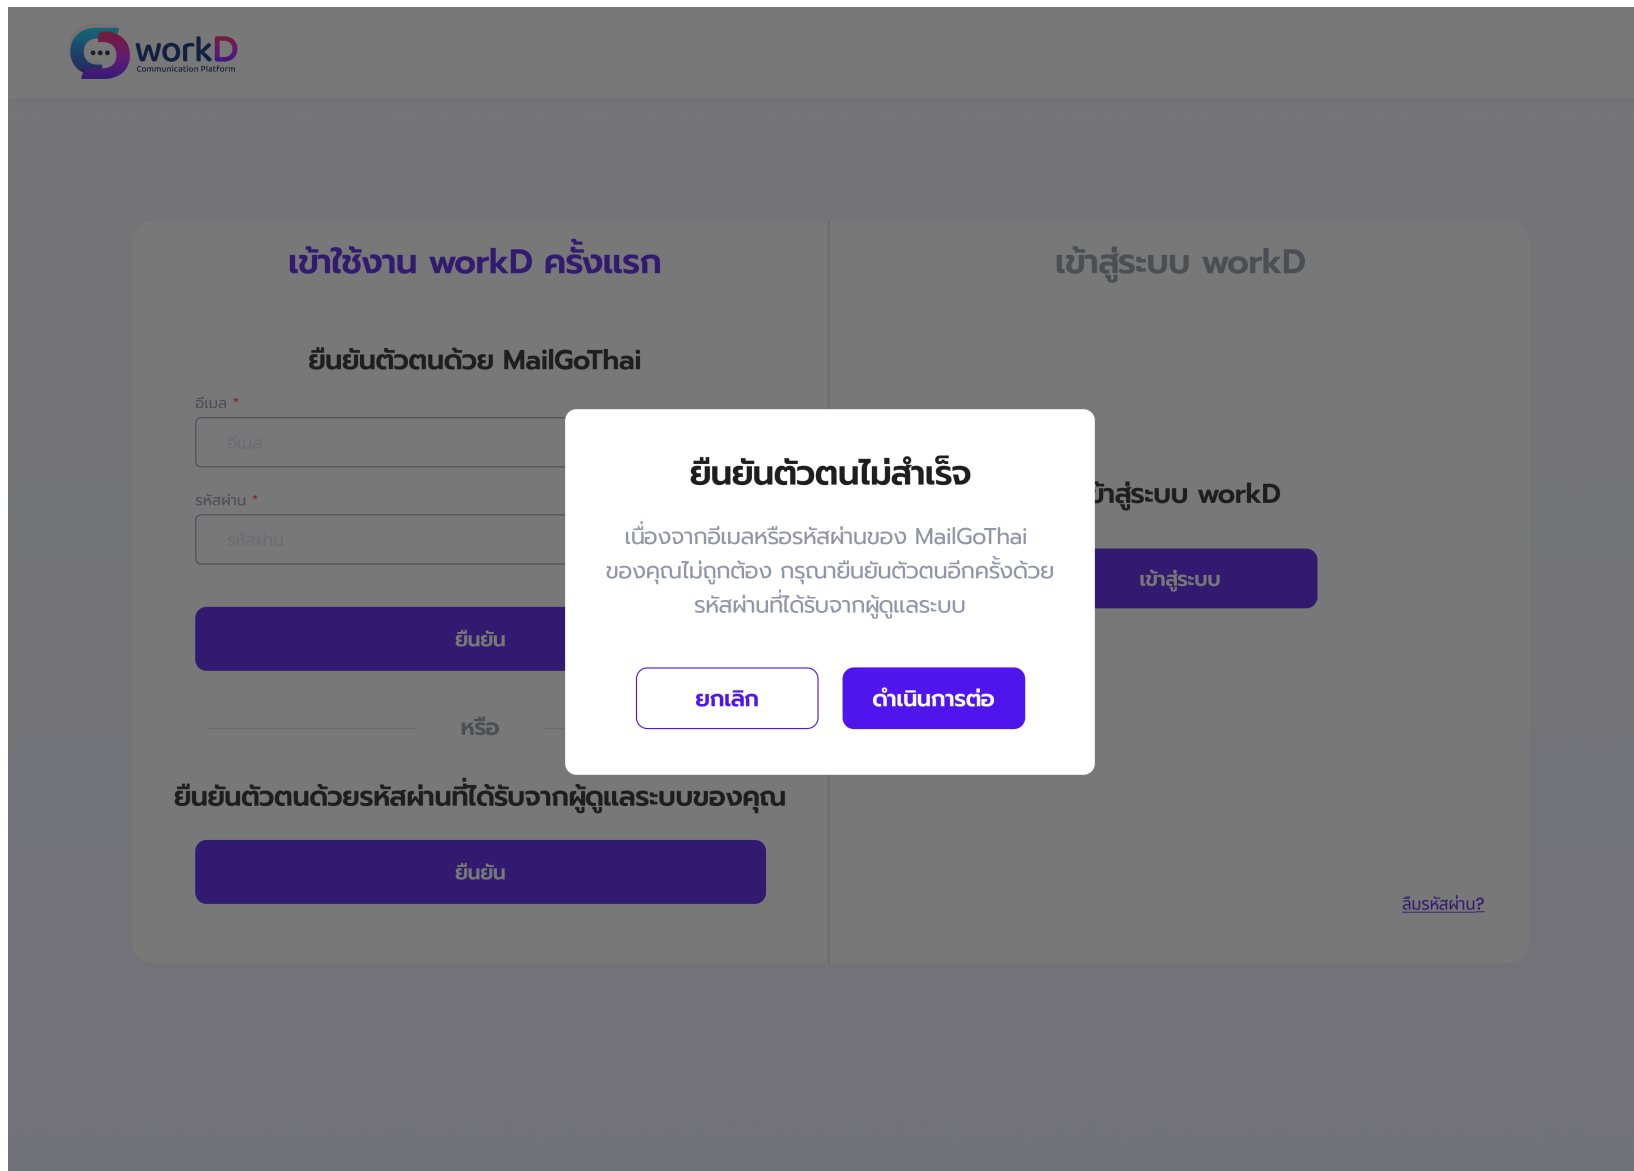 workD
Communication Platform
เข้าใช้งาน workD ครั้งแรก
ยืนยันตัวตนด้วย MailGoThai
อีเมล *
อีเมล
รหัสผ่าน *
รหัสผ่าน
ยืนยัน
หรือ
ยืนยันตัวตนด้วยรหัสผ่านที่ได้รับจากผู้ดูแลระบบของคุณ
ยืนยัน
ยืนยันตัวตนไม่สำเร็จ
เนื่องจากอีเมลหรือรหัสผ่านของ MailGoThai
ของคุณไม่ถูกต้อง กรุณายืนยันตัวตนอีกครั้งด้วย
รหัสผ่านที่ได้รับจากผู้ดูแลระบบ
ยกเลิก
ดำเนินการต่อ
เข้าสู่ระบบ workD
ข้าสู่ระบบ workD
เข้าสู่ระบบ
ลืมรหัสผ่าน?